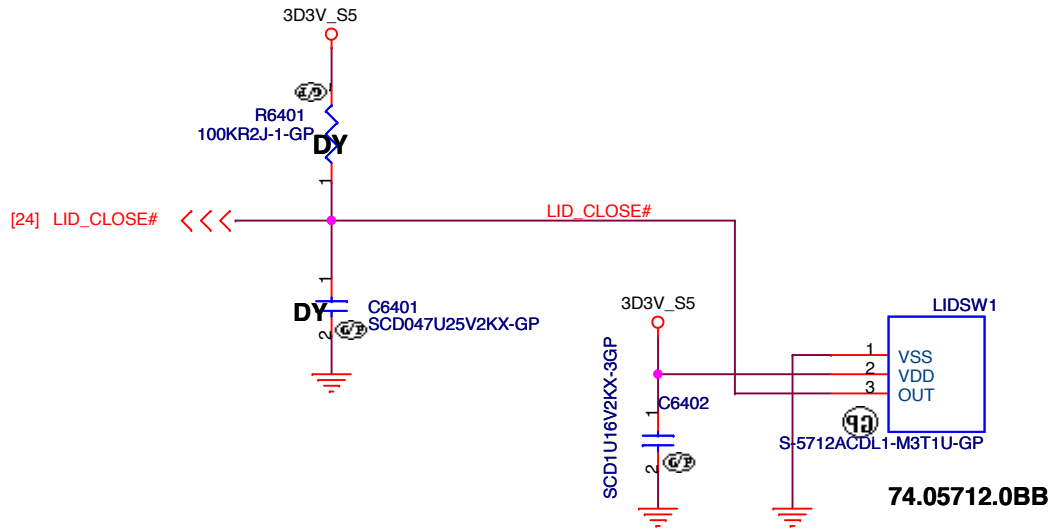 3D3V_S5
G/P
R6401
100KR2J-1-GP
DY
1
[24] LID_CLOSE#
LID_CLOSE#
1
DY
C6401
SCD047U25V2KX-GP
2
G/P
3D3V_S5
LIDSW1
1
VSS
2
VDD
3
OUT
SCD1U16V2KX-3GP
1
C6402
2
G/P
GP
S-5712ACDL1-M3T1U-GP
74.05712.0BB